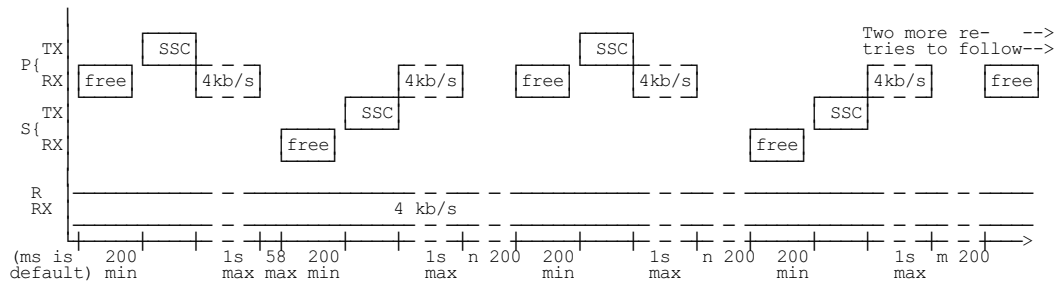 Two more re- -->
TX SSC SSC tries to follow-->
P{
RX free 4kb/s 4kb/s free 4kb/s 4kb/s free
TX SSC SSC
S{
RX free free
R
RX 4 kb/s
(ms is 200 1s 58 200 1s n 200 200 1s n 200 200 1s m 200
default) min max max min max min max min max